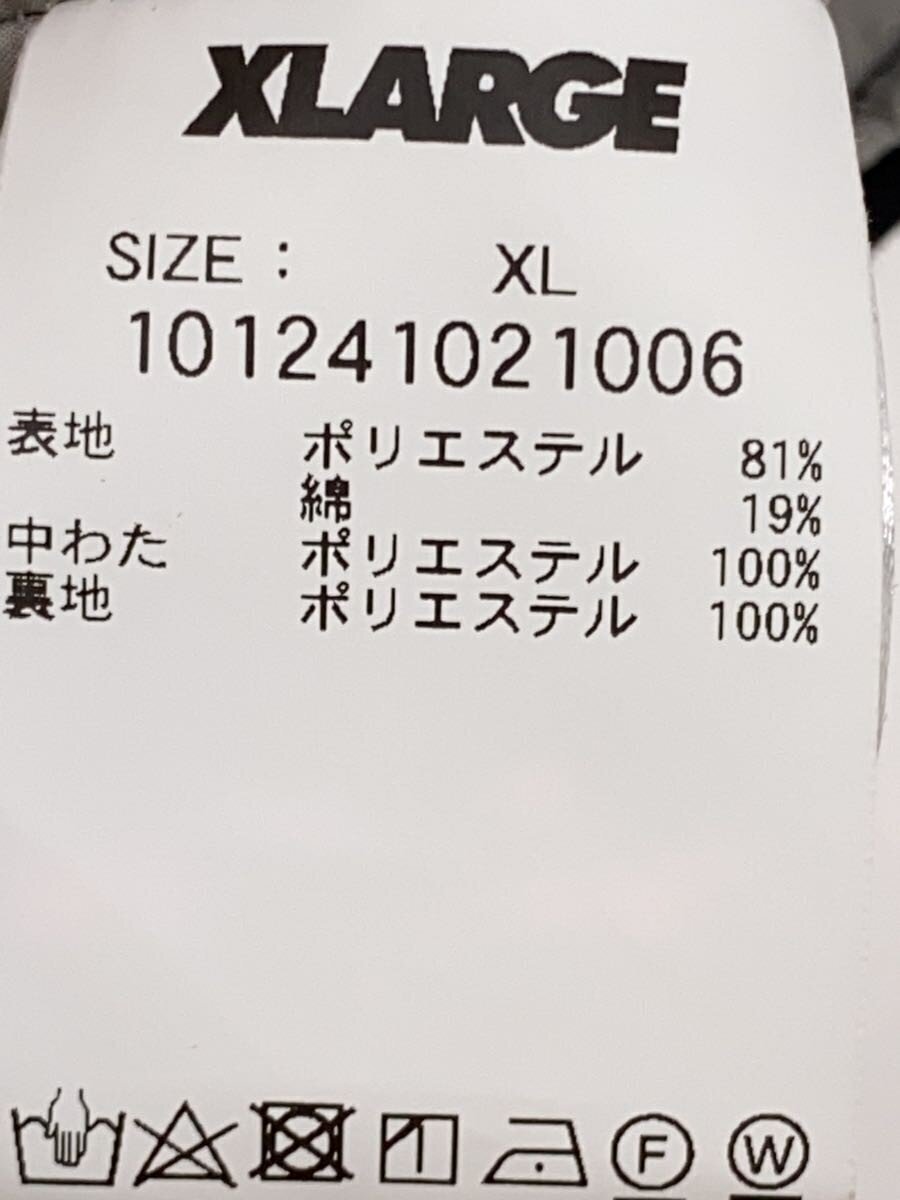 XLARGE
SIZE : XL
101241021006
表地 ポリエステル 81%
綿 19%
中わた ポリエステル 100%
裏地 ポリエステル 100%
F W